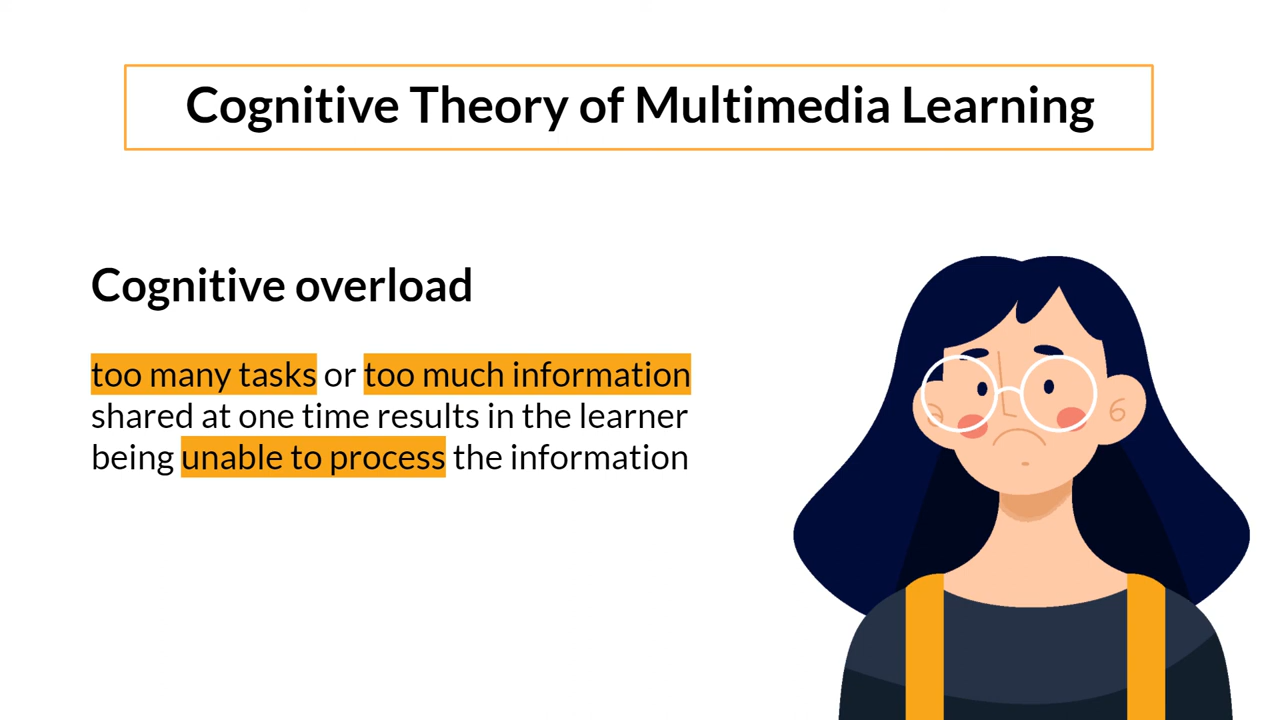 Cognitive Theory of Multimedia Learning
Cognitive overload
too many tasks or too much information
shared at one time results in the learner
being unable to process the information